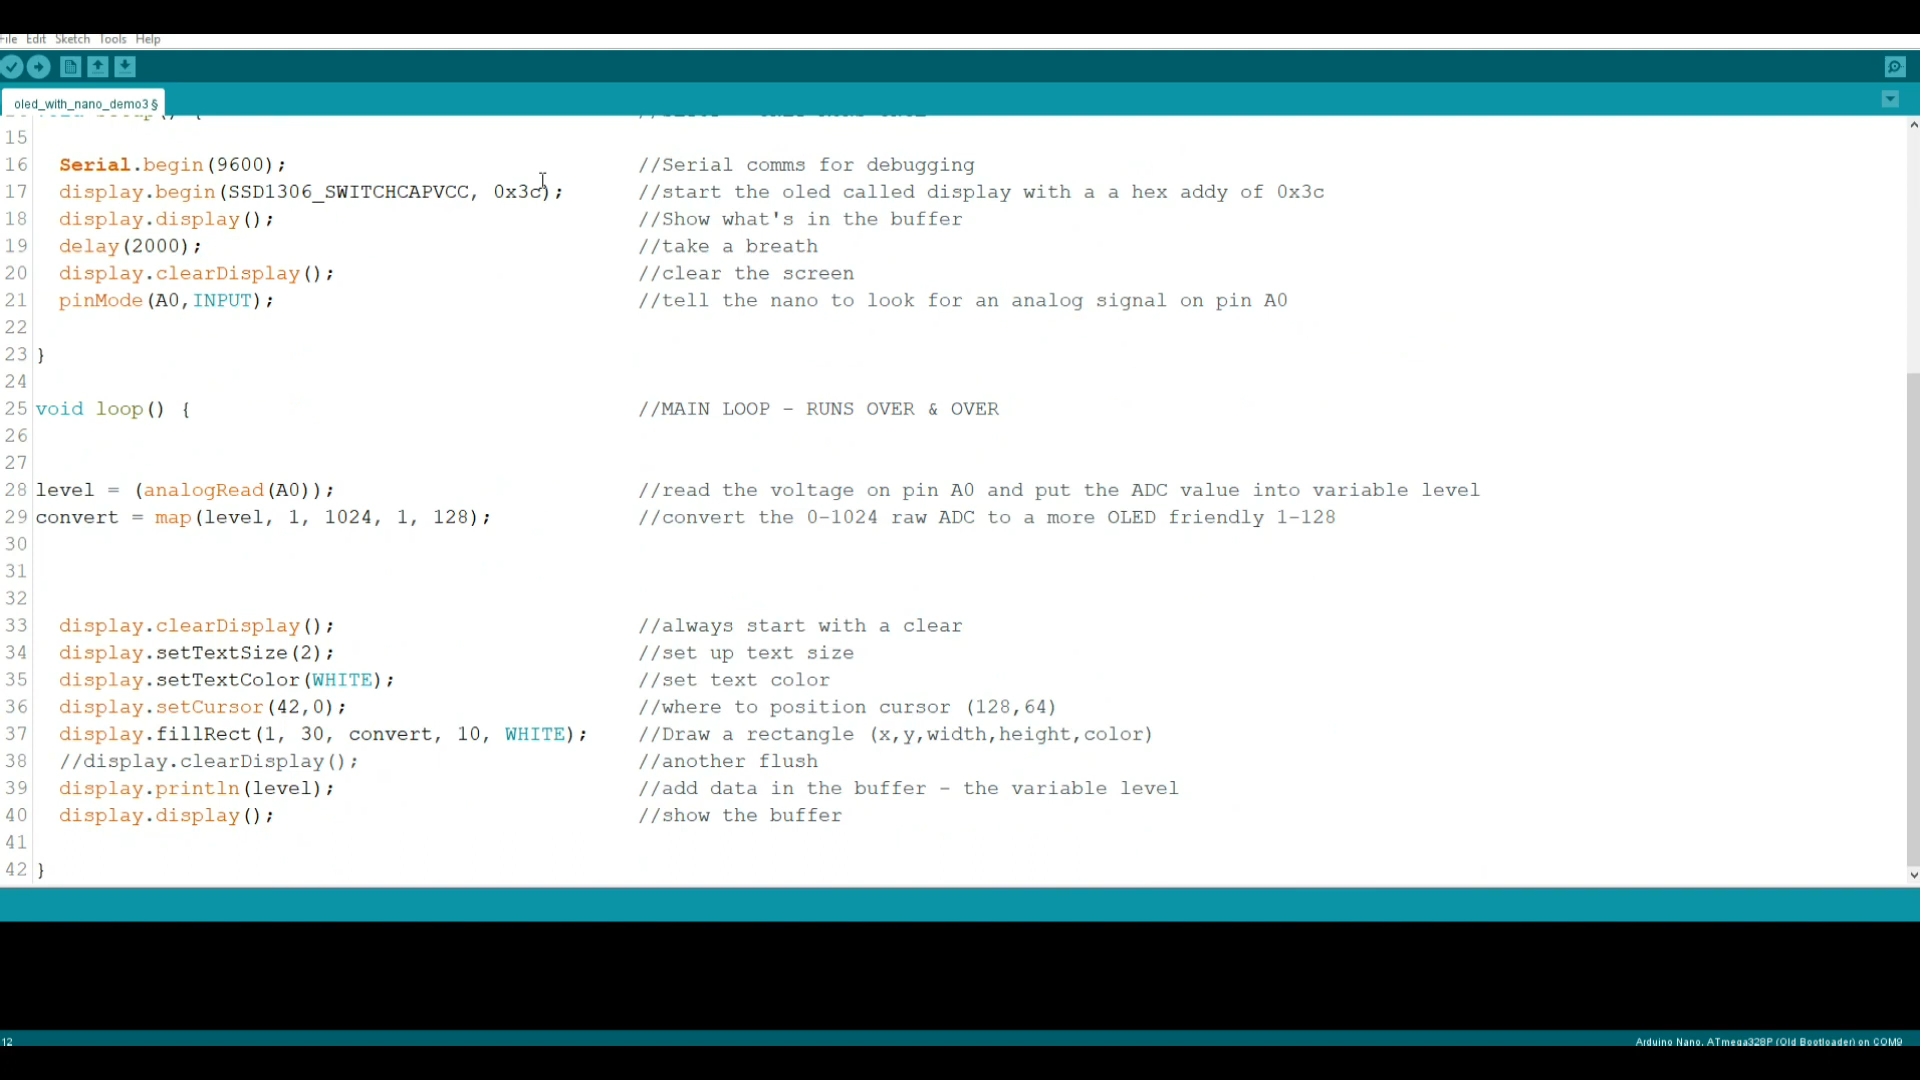 File Edit Sketch Tools Help
oled_with_nano_demo3 §
15
16 Serial.begin(9600); //Serial comms for debugging
17 display.begin(SSD1306_SWITCHCAPVCC, 0x3c); //start the oled called display with a a hex addy of 0x3c
18 display.display(); //Show what's in the buffer
19 delay(2000); //take a breath
20 display.clearDisplay(); //clear the screen
21 pinMode(A0,INPUT); //tell the nano to look for an analog signal on pin A0
22
23 }
24
25 void loop() { //MAIN LOOP - RUNS OVER & OVER
26
27
28 level = (analogRead(A0)); //read the voltage on pin A0 and put the ADC value into variable level
29 convert = map(level, 1, 1024, 1, 128); //convert the 0-1024 raw ADC to a more OLED friendly 1-128
30
31
32
33 display.clearDisplay(); //always start with a clear
34 display.setTextSize(2); //set up text size
35 display.setTextColor(WHITE); //set text color
36 display.setCursor(42,0); //where to position cursor (128,64)
37 display.fillRect(1, 30, convert, 10, WHITE); //Draw a rectangle (x,y,width,height,color)
38 //display.clearDisplay(); //another flush
39 display.println(level); //add data in the buffer - the variable level
40 display.display(); //show the buffer
41
42 }
12 Arduino Nano, ATmega328P (Old Bootloader) on COM9